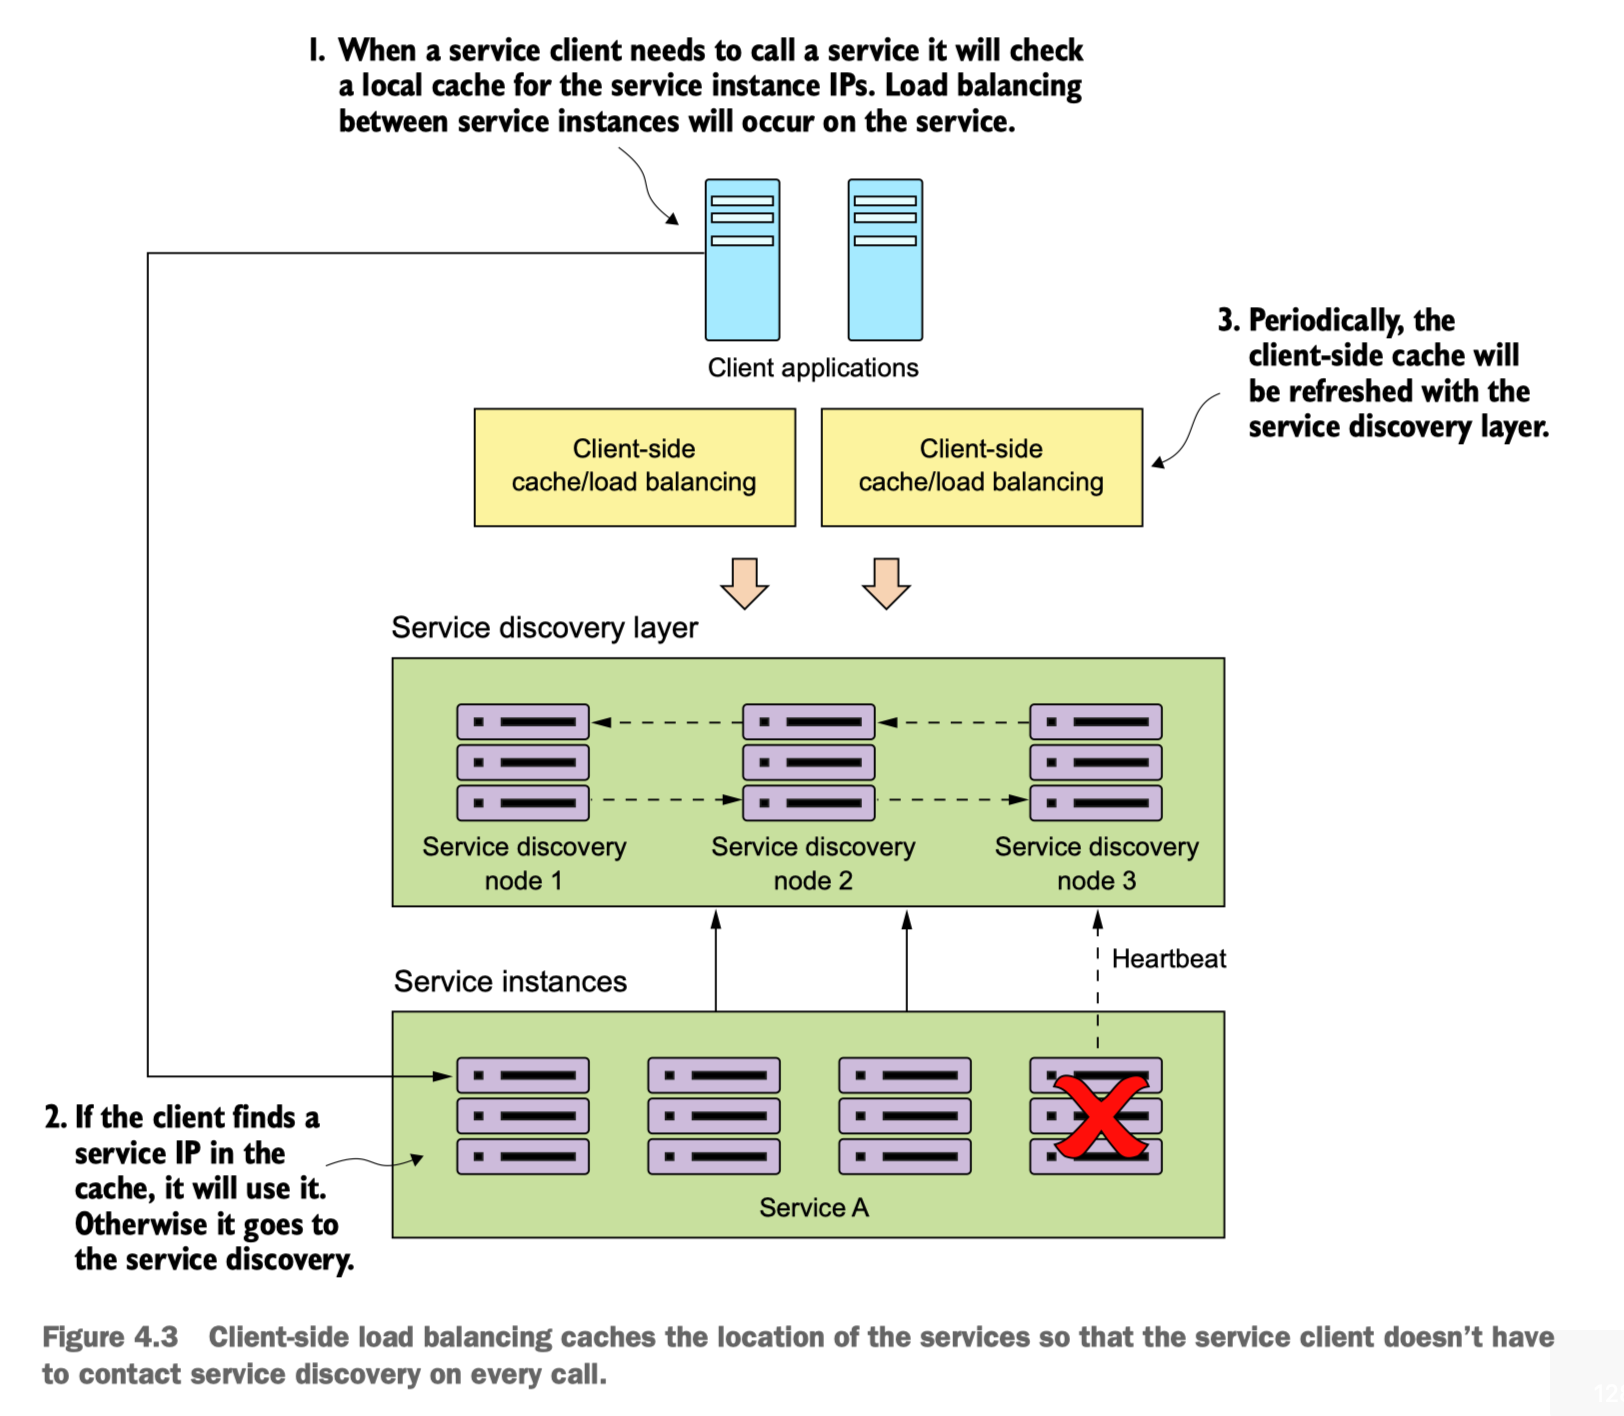 1. When a service client needs to call a service it will check
a local cache for the service instance IPs. Load balancing
between service instances will occur on the service.
Client applications
3. Periodically, the
client-side cache will
be refreshed with the
service discovery layer.
Client-side
cache/load balancing
Client-side
cache/load balancing
Service discovery layer
Service discovery
node 1
Service discovery
node 2
Service discovery
node 3
Heartbeat
Service instances
2. If the client finds a
service IP in the
cache, it will use it.
Otherwise it goes to
the service discovery.
Service A
Figure 4.3 Client-side load balancing caches the location of the services so that the service client doesn't have
to contact service discovery on every call.